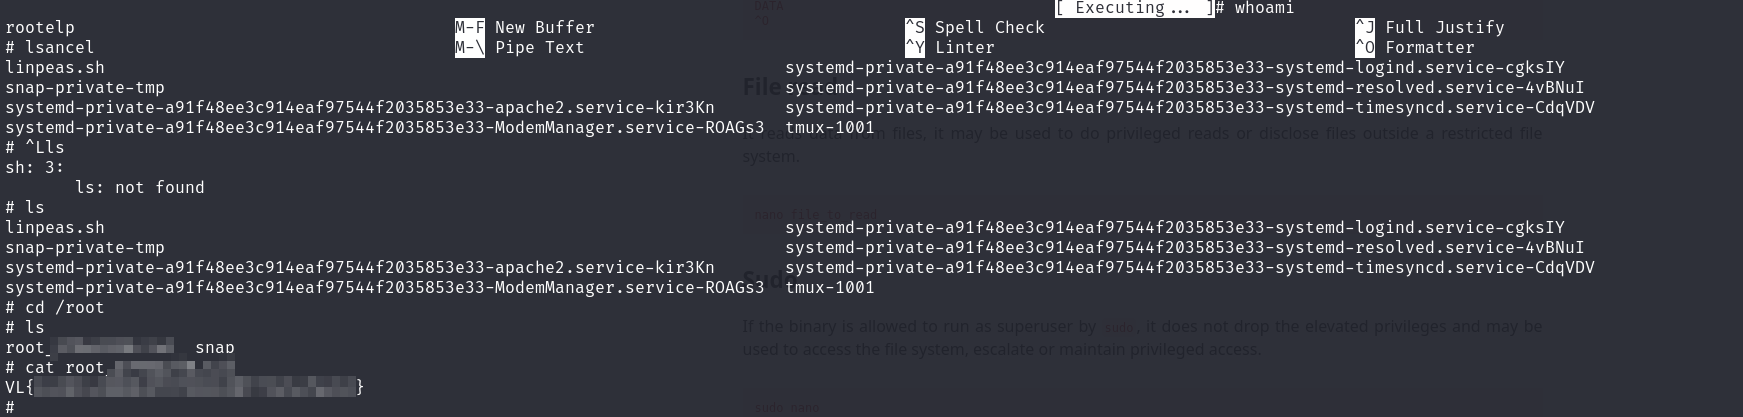 DATA [ Executing... ]# whoami
^O
rootelp M-F New Buffer ^S Spell Check ^J Full Justify
# lsancel M-\ Pipe Text ^Y Linter ^O Formatter
linpeas.sh systemd-private-a91f48ee3c914eaf97544f2035853e33-systemd-logind.service-cgksIY
snap-private-tmp systemd-private-a91f48ee3c914eaf97544f2035853e33-systemd-resolved.service-4vBNuI
systemd-private-a91f48ee3c914eaf97544f2035853e33-apache2.service-kir3Kn systemd-private-a91f48ee3c914eaf97544f2035853e33-systemd-timesyncd.service-CdqVDV
systemd-private-a91f48ee3c914eaf97544f2035853e33-ModemManager.service-ROAGs3 tmux-1001
File
data from files, it may be used to do privileged reads or disclose files outside a restricted file
# ^Lls
system.
sh: 3:
ls: not found
# ls
nano file_to_read
linpeas.sh systemd-private-a91f48ee3c914eaf97544f2035853e33-systemd-logind.service-cgksIY
snap-private-tmp systemd-private-a91f48ee3c914eaf97544f2035853e33-systemd-resolved.service-4vBNuI
systemd-private-a91f48ee3c914eaf97544f2035853e33-apache2.service-kir3Kn systemd-private-a91f48ee3c914eaf97544f2035853e33-systemd-timesyncd.service-CdqVDV
systemd-private-a91f48ee3c914eaf97544f2035853e33-ModemManager.service-ROAGs3 tmux-1001
Sudo
# cd /root
# ls
If the binary is allowed to run as superuser by sudo, it does not drop the elevated privileges and may be
root_ snap
used to access the file system, escalate or maintain privileged access.
# cat root_
VL{ }
#
sudo nano